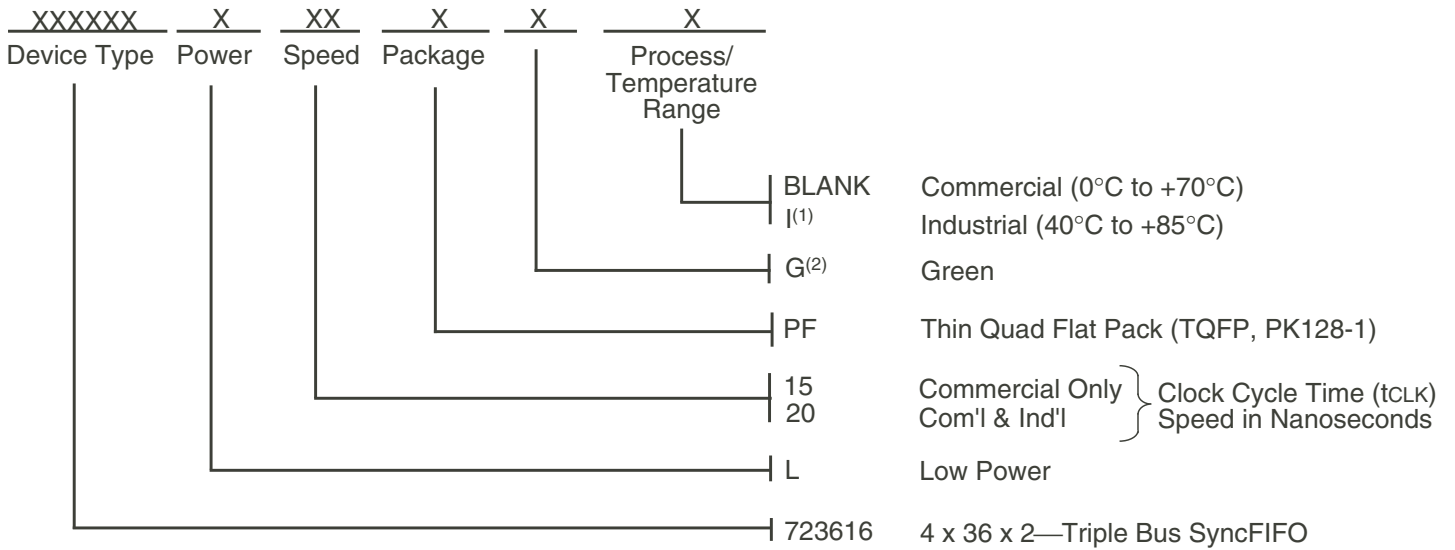 XXXXXX X XX X X X
Device Type Power Speed Package Process/
Temperature
Range
BLANK Commercial (0°C to +70°C)
I(1) Industrial (40°C to +85°C)
G(2) Green
PF Thin Quad Flat Pack (TQFP, PK128-1)
15 Commercial Only Clock Cycle Time (tCLK)
20 Com'l & Ind'l Speed in Nanoseconds
L Low Power
723616 4 x 36 x 2—Triple Bus SyncFIFO